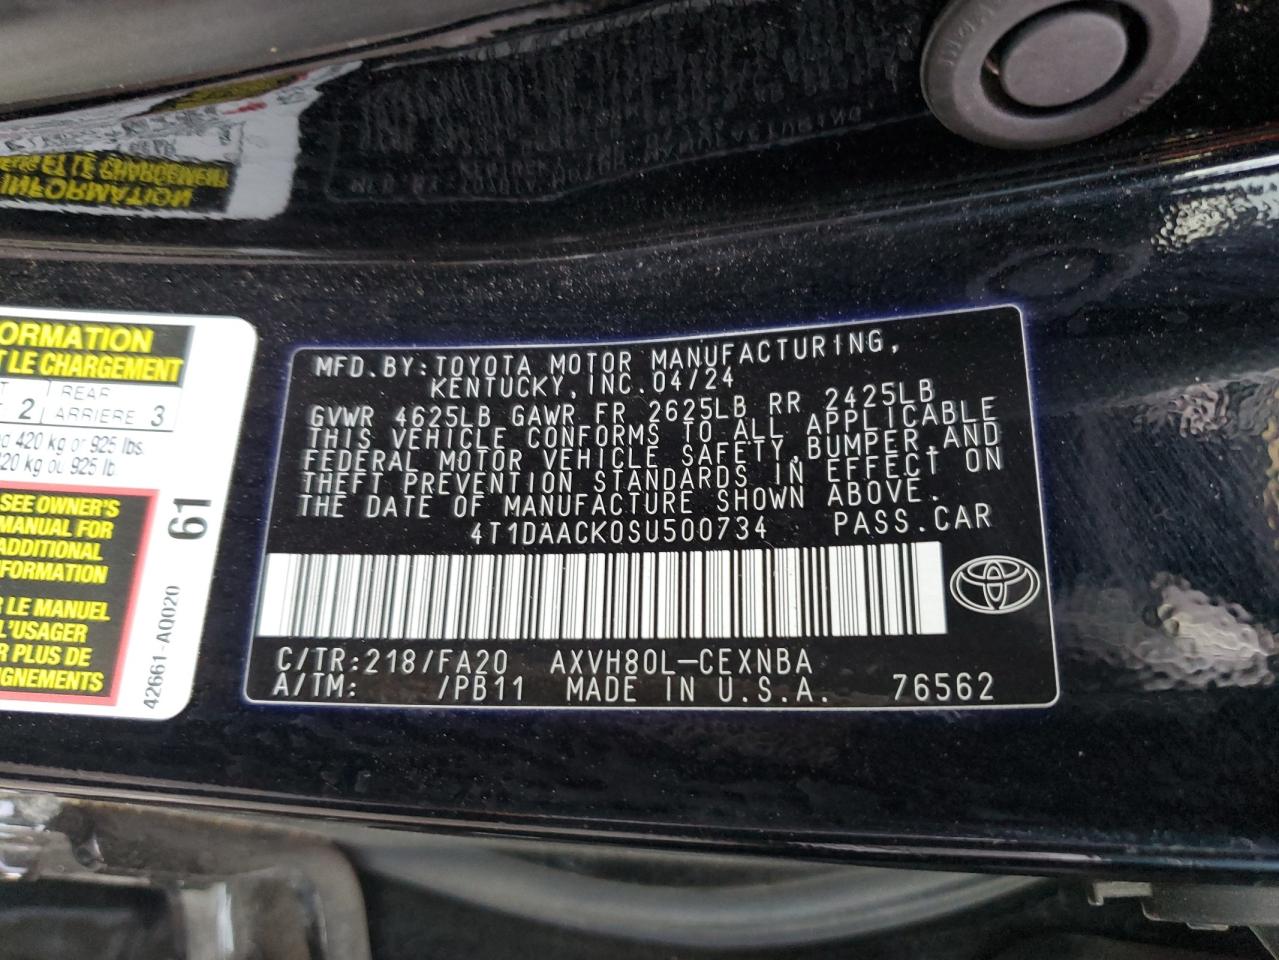 MFD.BY:TOYOTA MOTOR MANUFACTURING,
KENTUCKY, INC. 04/24
GVWR 4625LB GAWR FR 2625LB RR 2425LB
THIS VEHICLE CONFORMS TO ALL APPLICABLE
FEDERAL MOTOR VEHICLE SAFETY, BUMPER, AND
THEFT PREVENTION STANDARDS IN EFFECT ON
THE DATE OF MANUFACTURE SHOWN ABOVE.
4T1DAACK0SU500734 PASS.CAR
C/TR:218/FA20 AXVH80L-CEXNBA
A/TM: /PB11 MADE IN U.S.A. 76562
ORMATION
T LE CHARGEMENT
2 REAR
ARRIERE 3
420 kg or 925 lbs.
20 kg ou 925 lb.
SEE OWNER'S
MANUAL FOR
ADDITIONAL
FORMATION
LE MANUEL
L'USAGER
R PLUS DE
IGNEMENTS
61
42661-A0020